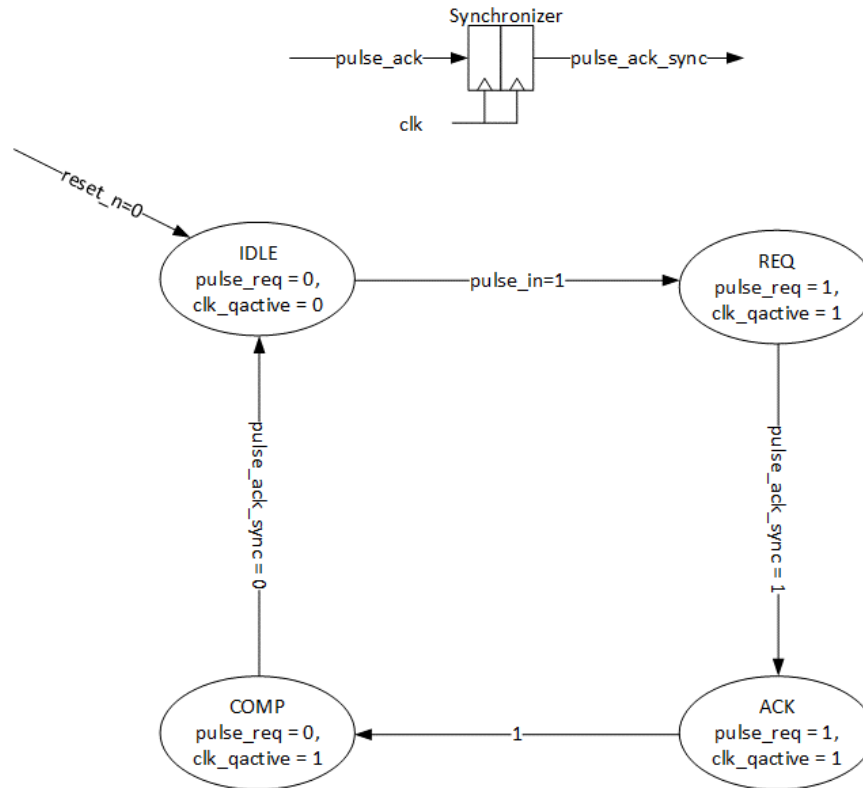 Synchronizer
pulse_ack
pulse_ack_sync
clk
reset_n=0
IDLE
pulse_req = 0,
clk_qactive = 0
pulse_in=1
REQ
pulse_req = 1,
clk_qactive = 1
pulse_ack_sync = 0
pulse_ack_sync = 1
COMP
pulse_req = 0,
clk_qactive = 1
1
ACK
pulse_req = 1,
clk_qactive = 1